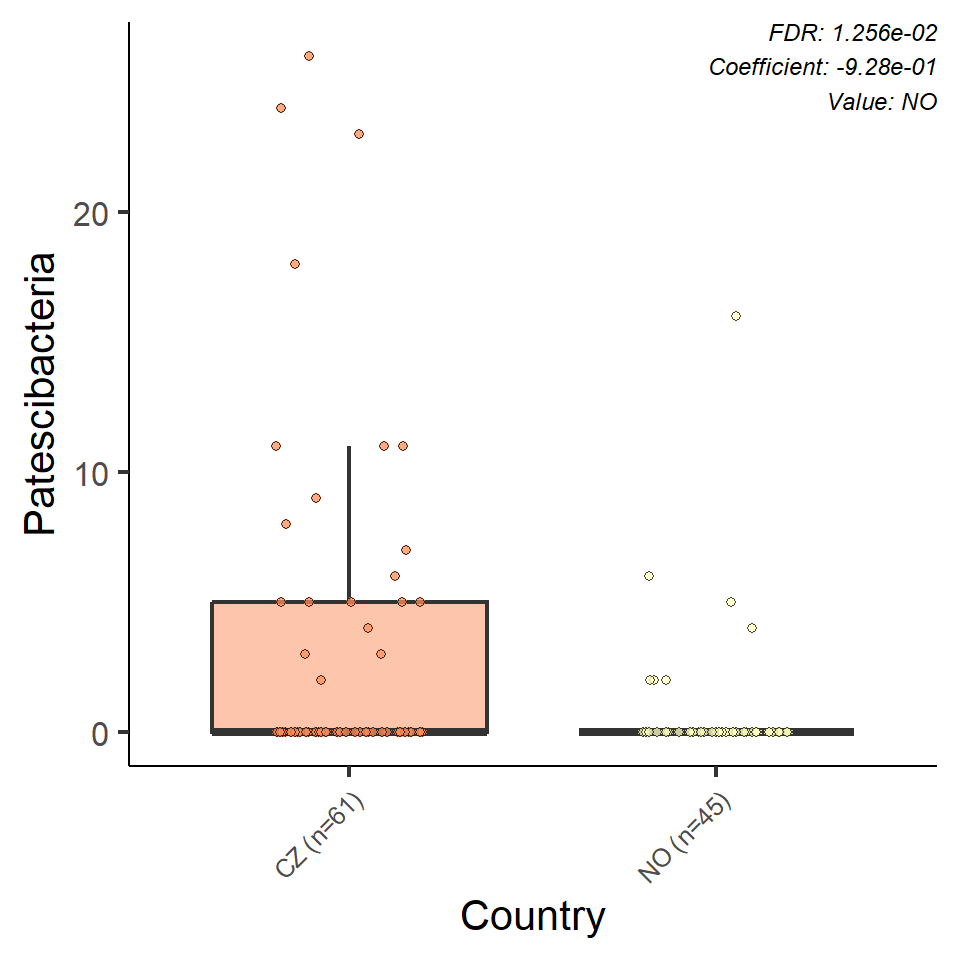 FDR: 1.256e-02
Coefficient: -9.28e-01
Value: NO
Patescibacteria
20
10
0
CZ (n=61)
NO (n=45)
Country